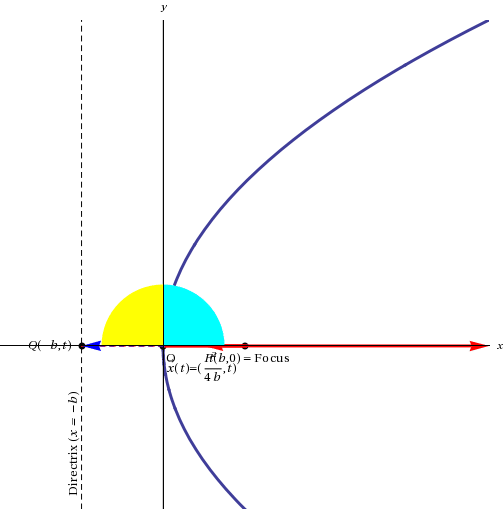 y
Q(-b,t)
x
O
F(b,0) = Focus
x(t)=(t²/4b,t)
Directrix (x = -b)